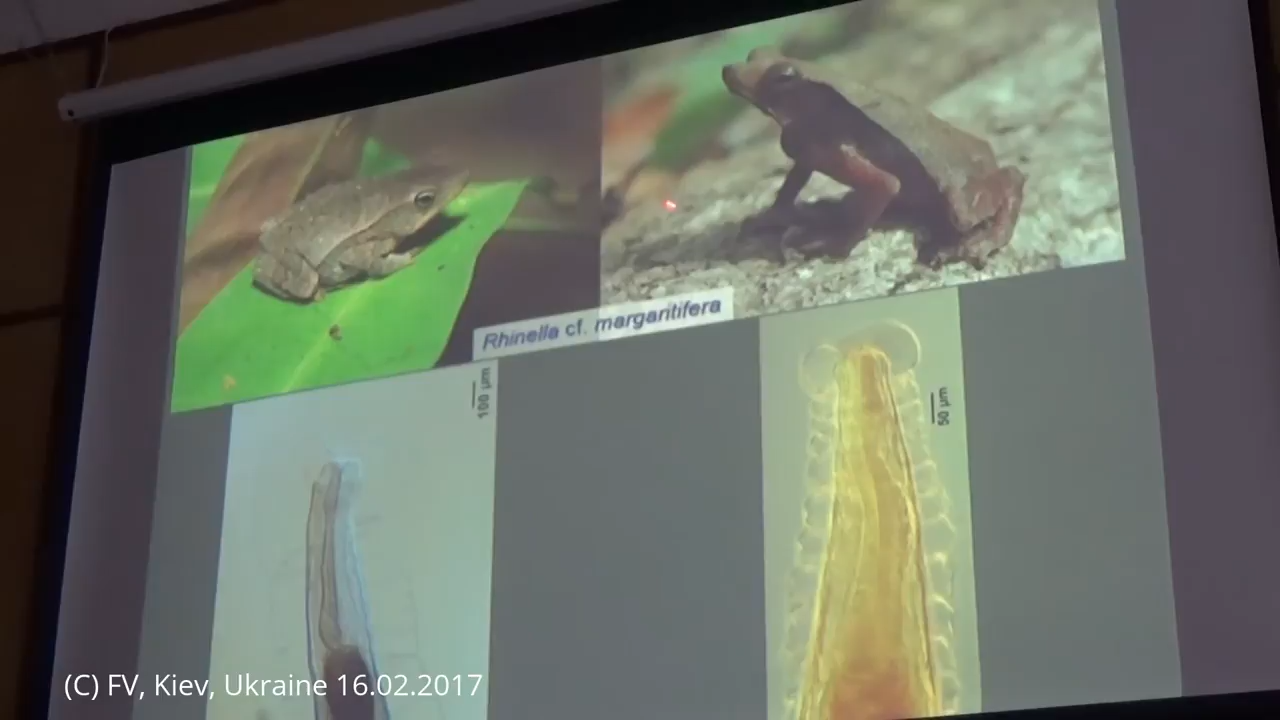 Rhinella cf. margaritifera
100 µm
50 µm
(C) FV, Kiev, Ukraine 16.02.2017